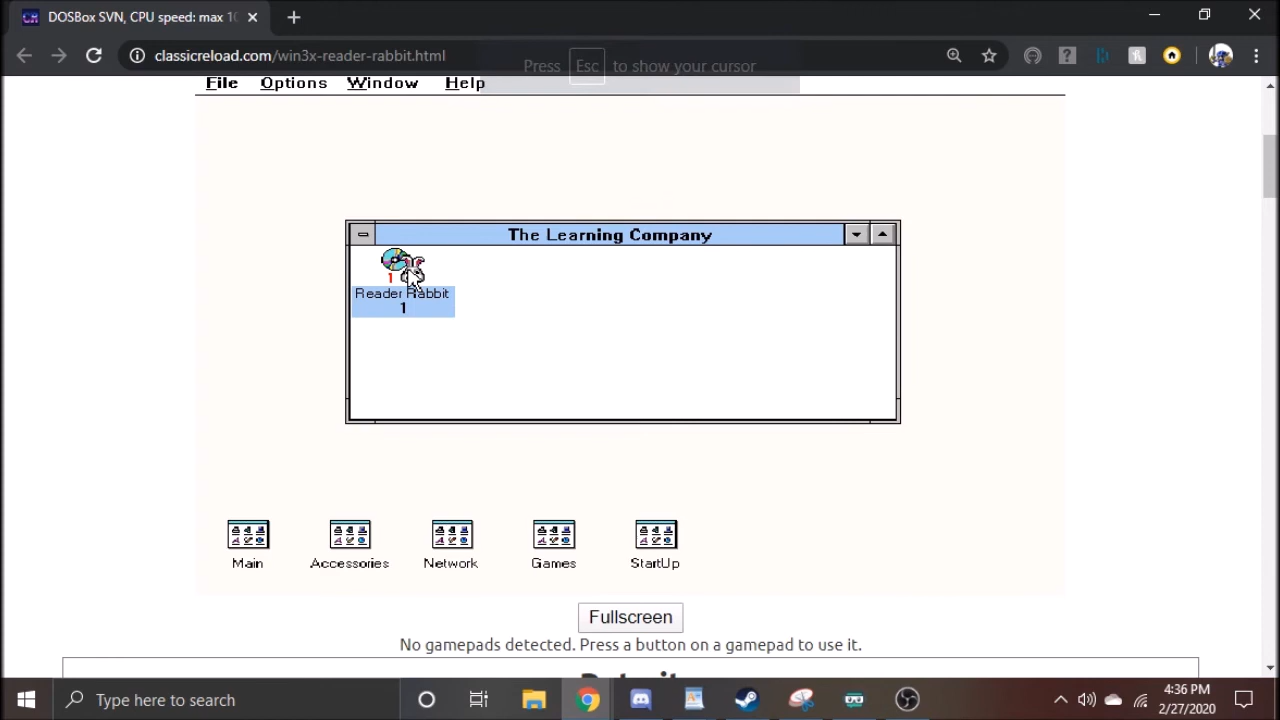 DOSBox SVN, CPU speed: max 10
classicreload.com/win3x-reader-rabbit.html
Press Esc to show your cursor
File Options Window Help
The Learning Company
1
Reader Rabbit
1
Main Accessories Network Games StartUp
Fullscreen
No gamepads detected. Press a button on a gamepad to use it.
Type here to search
4:36 PM
2/27/2020